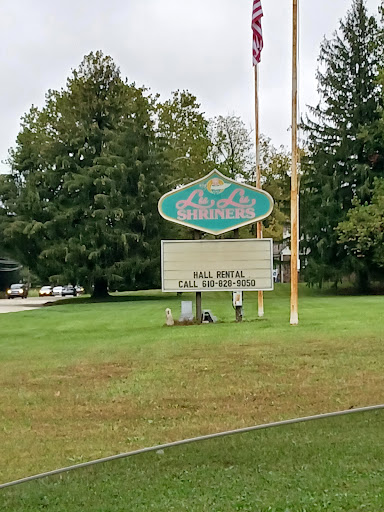 Lu Lu
SHRINERS
HALL RENTAL
CALL 610-828-9050